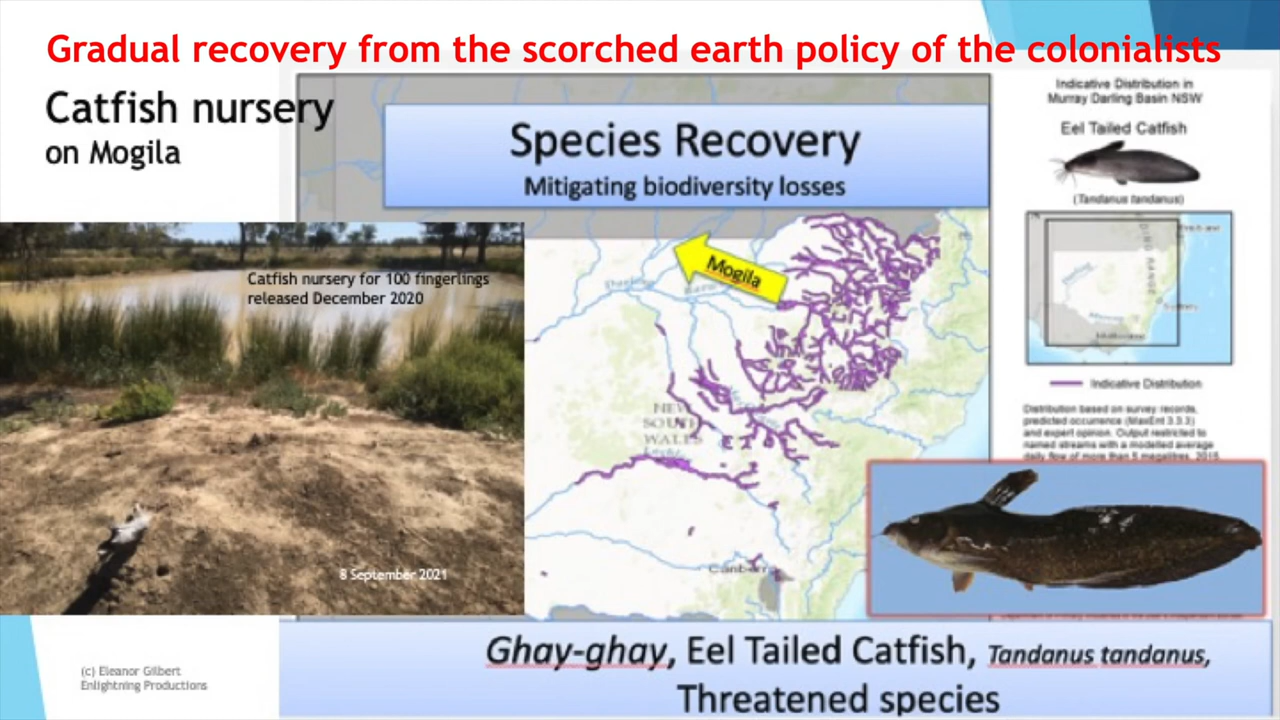 Gradual recovery from the scorched earth policy of the colonialists
Catfish nursery
on Mogila
Species Recovery
Mitigating biodiversity losses
Indicative Distribution in
Murray Darling Basin NSW
Eel Tailed Catfish
(Tandanus tandanus)
Mogila
Catfish nursery for 100 fingerlings
released December 2020
8 September 2021
NEW
SOUTH
WALES
Canberra
Sydney
Melbourne
Indicative Distribution
Distribution based on survey records,
predicted occurrence (MaxEnt 3.3.3)
and expert opinion. Output restricted to
named streams with a modelled average
daily flow of more than 5 megalitres, 2015
(c) Eleanor Gilbert
Enlightning Productions
Ghay-ghay, Eel Tailed Catfish, Tandanus tandanus,
Threatened species